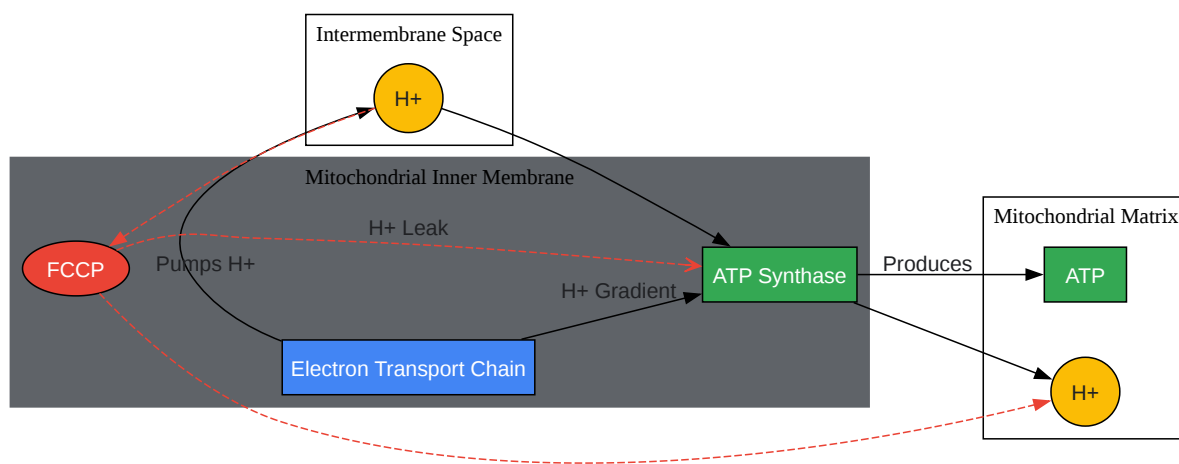 Intermembrane Space
H+
Mitochondrial Inner Membrane
Mitochondrial Matrix
H+ Leak
FCCP
Pumps H+
ATP Synthase
Produces
ATP
H+ Gradient
Electron Transport Chain
H+